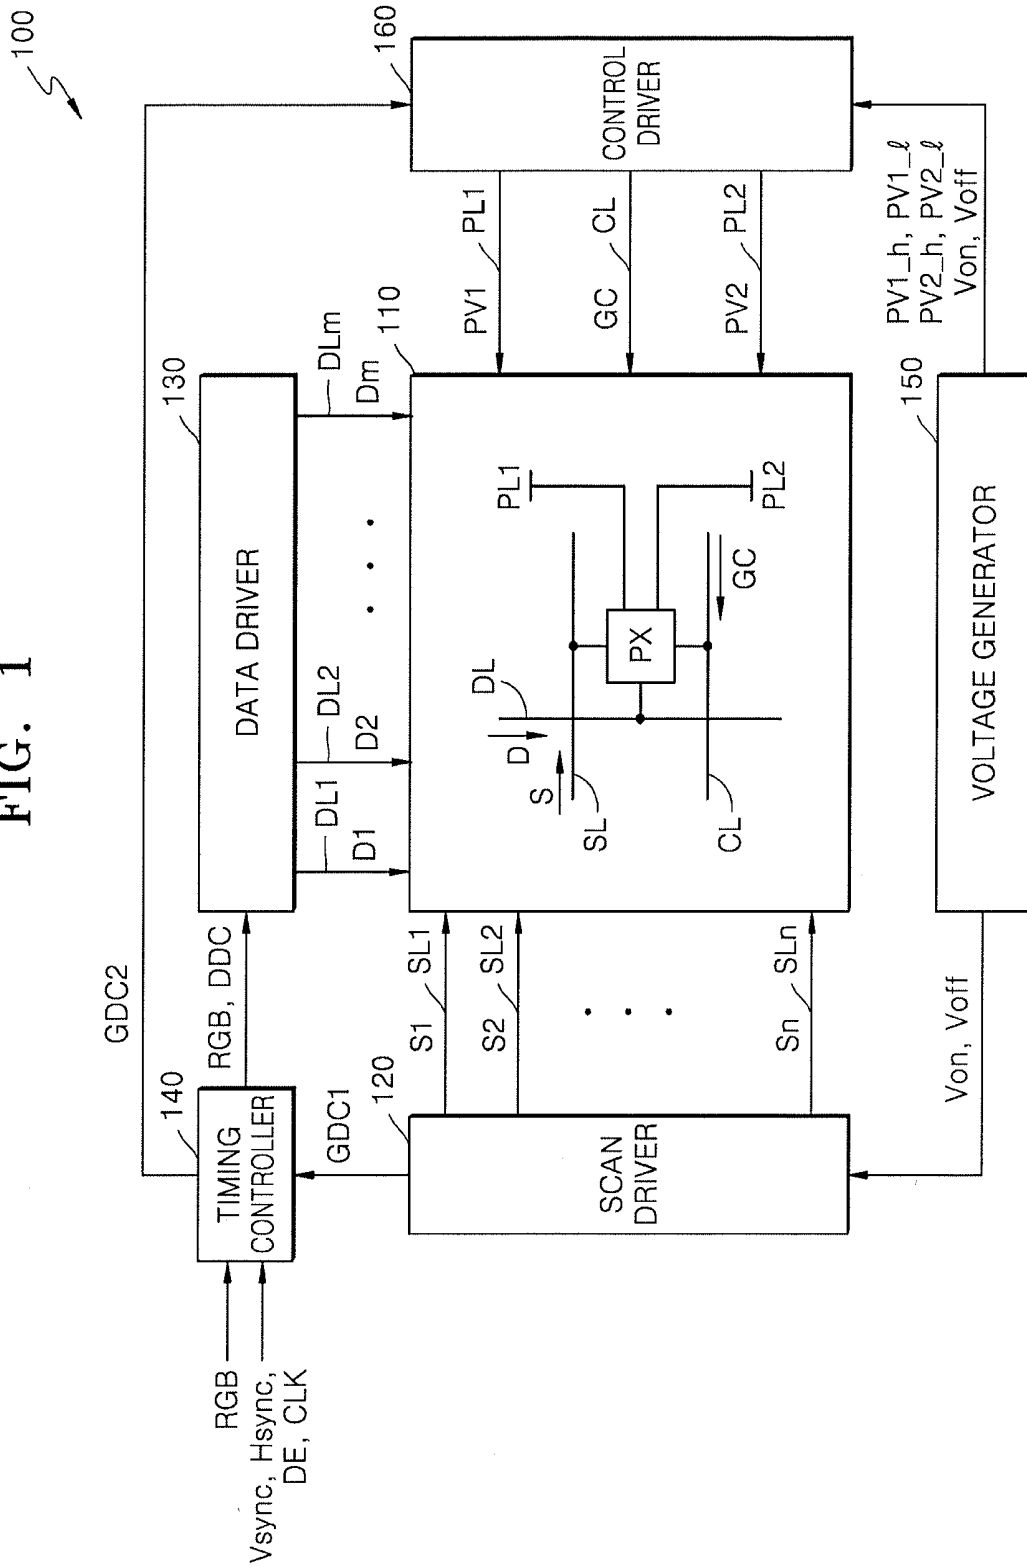 FIG. 1
100
GDC2
140
TIMING
CONTROLLER
RGB
Vsync, Hsync,
DE, CLK
RGB, DDC
130
DATA DRIVER
160
CONTROL
DRIVER
GDC1
120
SCAN
DRIVER
DL1
D1
DL2
D2
DLm
Dm
110
S1
SL1
S2
SL2
Sn
SLn
PV1
PL1
GC
CL
PV2
PL2
DL
D
S
SL
CL
PX
PL1
PL2
GC
150
VOLTAGE GENERATOR
Von, Voff
PV1_h, PV1_ℓ
PV2_h, PV2_ℓ
Von, Voff